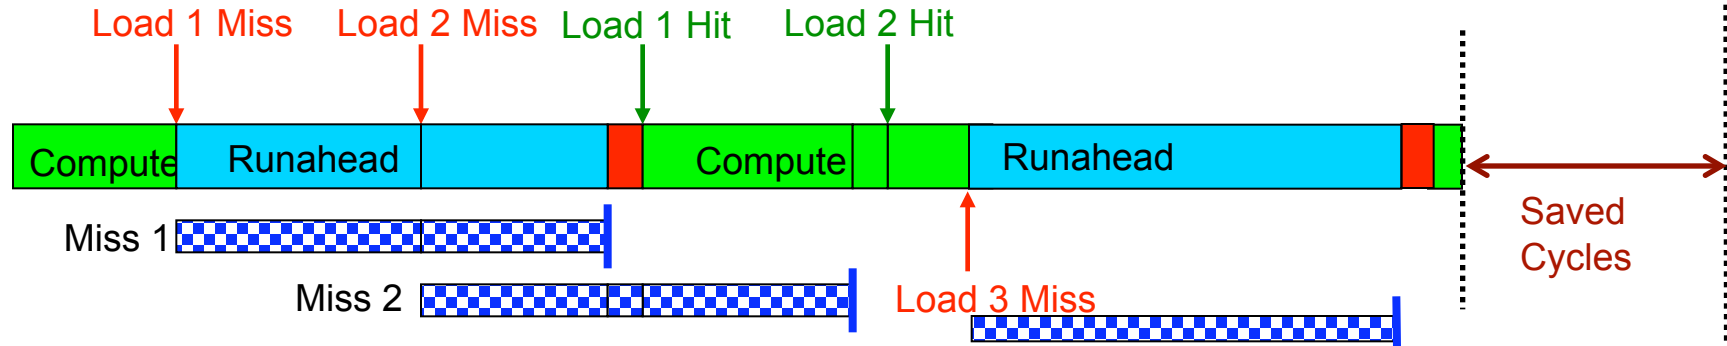 Load 1 Miss
Load 2 Miss
Load 1 Hit
Load 2 Hit
Compute
Runahead
Compute
Runahead
Miss 1
Miss 2
Load 3 Miss
Saved
Cycles